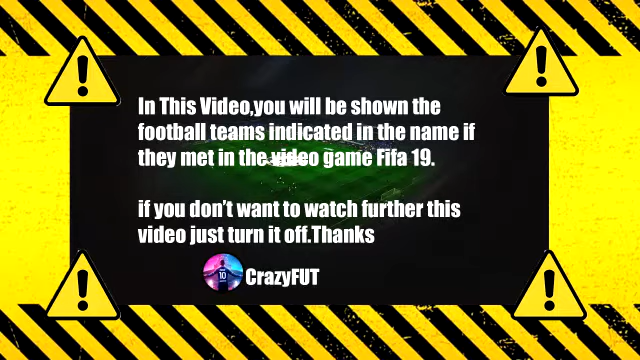 In This Video,you will be shown the
football teams indicated in the name if
they met in the video game Fifa 19.
if you don't want to watch further this
video just turn it off.Thanks
10
CrazyFUT